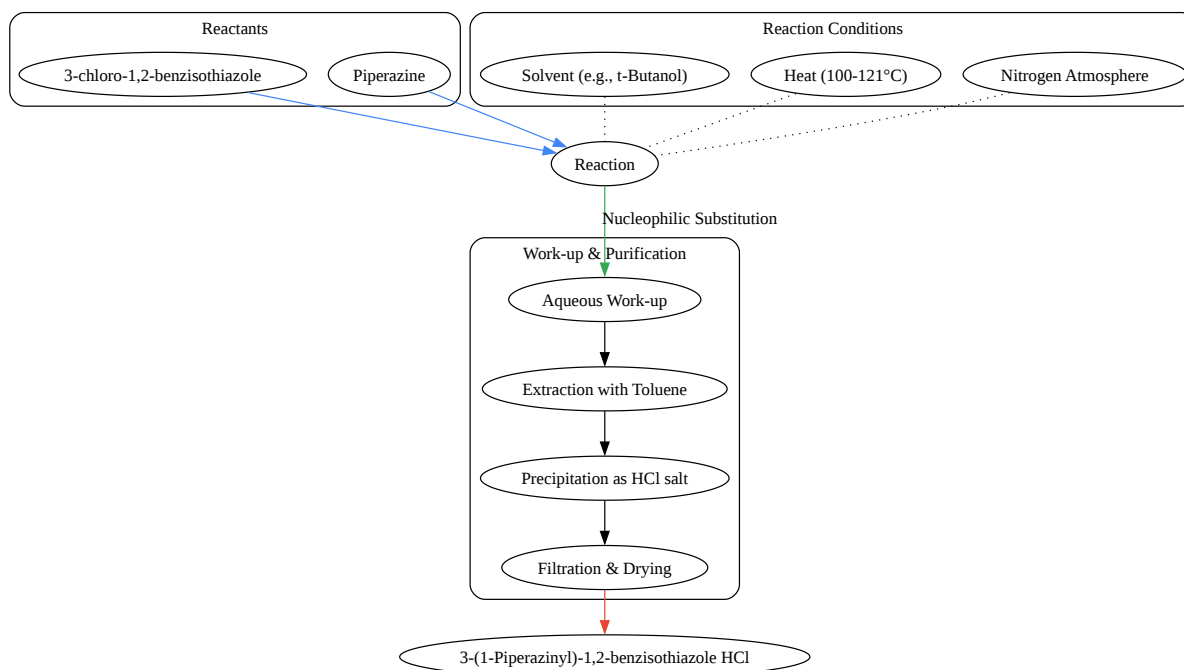 Reactants
Reaction Conditions
3-chloro-1,2-benzisothiazole
Piperazine
Solvent (e.g., t-Butanol)
Heat (100-121°C)
Nitrogen Atmosphere
Reaction
Nucleophilic Substitution
Work-up & Purification
Aqueous Work-up
Extraction with Toluene
Precipitation as HCl salt
Filtration & Drying
3-(1-Piperazinyl)-1,2-benzisothiazole HCl